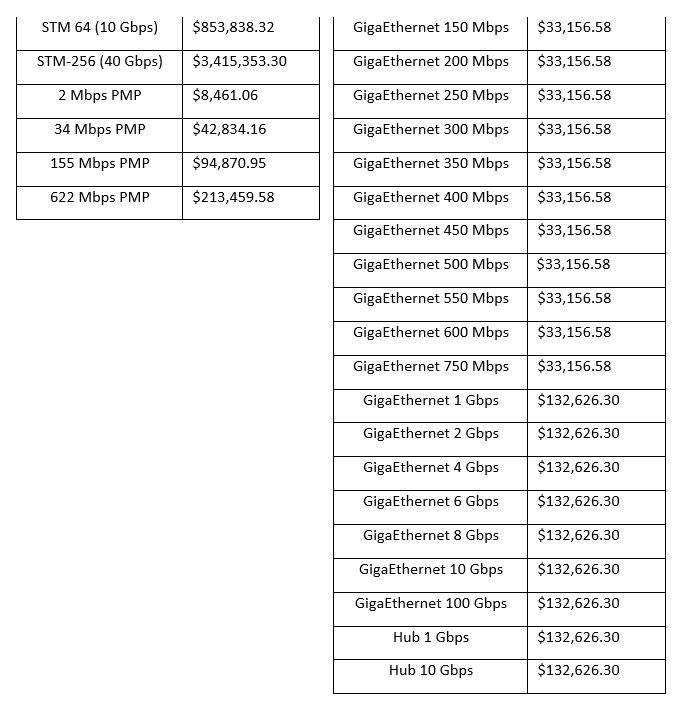 STM 64 (10 Gbps) $853,838.32
STM-256 (40 Gbps) $3,415,353.30
2 Mbps PMP $8,461.06
34 Mbps PMP $42,834.16
155 Mbps PMP $94,870.95
622 Mbps PMP $213,459.58
GigaEthernet 150 Mbps $33,156.58
GigaEthernet 200 Mbps $33,156.58
GigaEthernet 250 Mbps $33,156.58
GigaEthernet 300 Mbps $33,156.58
GigaEthernet 350 Mbps $33,156.58
GigaEthernet 400 Mbps $33,156.58
GigaEthernet 450 Mbps $33,156.58
GigaEthernet 500 Mbps $33,156.58
GigaEthernet 550 Mbps $33,156.58
GigaEthernet 600 Mbps $33,156.58
GigaEthernet 750 Mbps $33,156.58
GigaEthernet 1 Gbps $132,626.30
GigaEthernet 2 Gbps $132,626.30
GigaEthernet 4 Gbps $132,626.30
GigaEthernet 6 Gbps $132,626.30
GigaEthernet 8 Gbps $132,626.30
GigaEthernet 10 Gbps $132,626.30
GigaEthernet 100 Gbps $132,626.30
Hub 1 Gbps $132,626.30
Hub 10 Gbps $132,626.30